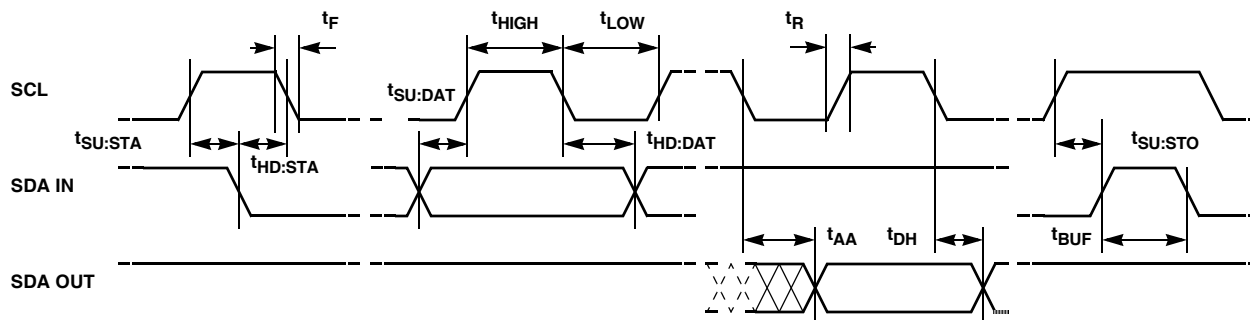 tF
tHIGH
tLOW
tR
SCL
tSU:DAT
tSU:STA
tHD:STA
tHD:DAT
tSU:STO
SDA IN
tAA
tDH
tBUF
SDA OUT